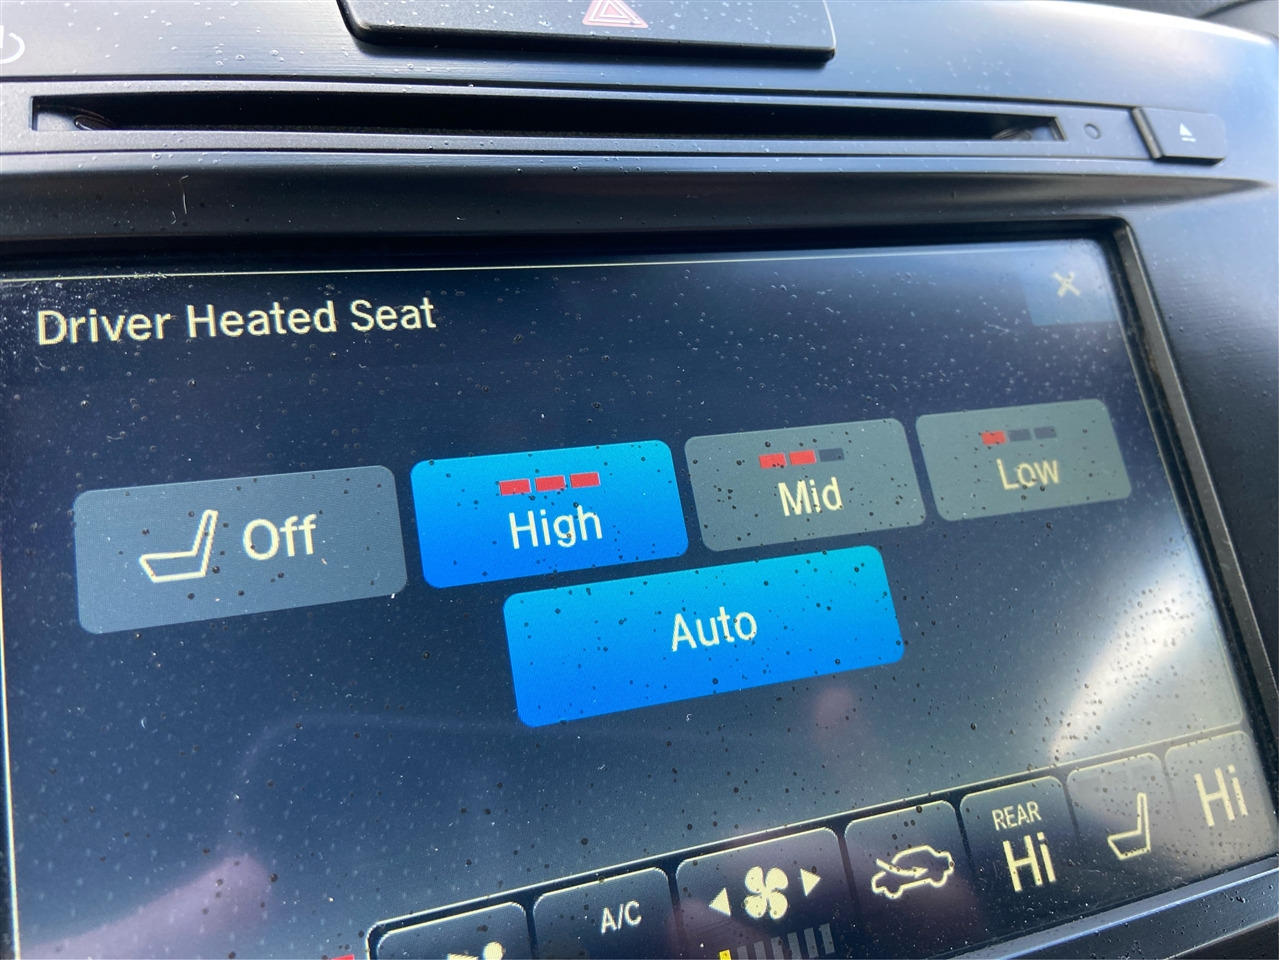 Driver Heated Seat
Off
High
Mid
Low
Auto
A/C
REAR
Hi
Hi